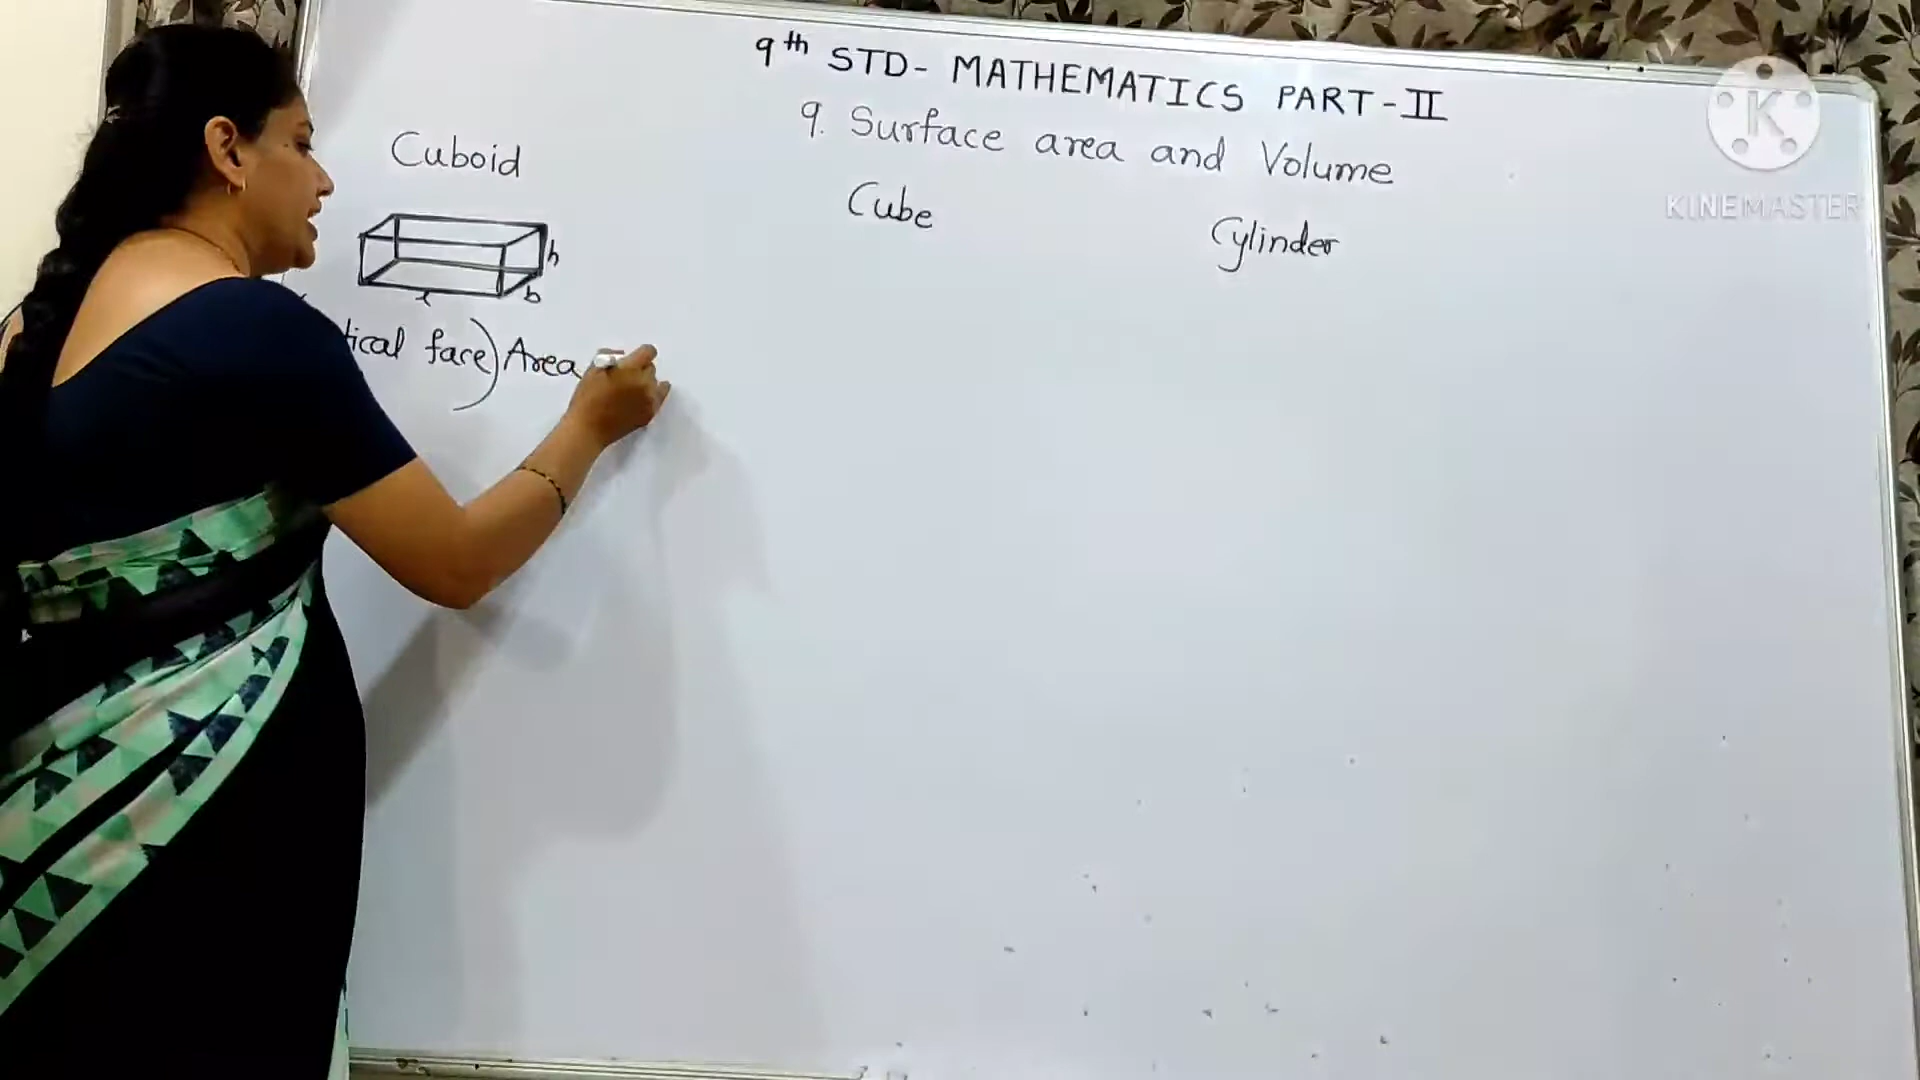 9th STD- MATHEMATICS PART-II
9. Surface area and Volume
Cuboid
Cube
Cylinder
h
l
b
tical face) Area
K
KINEMASTER